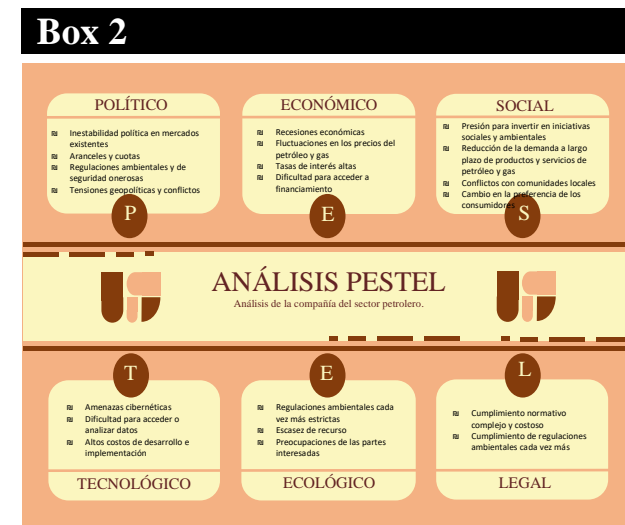 Box 2
POLÍTICO
₪ Inestabilidad política en mercados
existentes
₪ Aranceles y cuotas
₪ Regulaciones ambientales y de
seguridad onerosas
₪ Tensiones geopolíticas y conflictos
P
ECONÓMICO
₪ Recesiones económicas
₪ Fluctuaciones en los precios del
petróleo y gas
₪ Tasas de interés altas
₪ Dificultad para acceder a
financiamiento
E
SOCIAL
₪ Presión para invertir en iniciativas
sociales y ambientales
₪ Reducción de la demanda a largo
plazo de productos y servicios de
petróleo y gas
₪ Conflictos con comunidades locales
₪ Cambio en la preferencia de los
consumidores
S
ANÁLISIS PESTEL
Análisis de la compañía del sector petrolero.
T
₪ Amenazas cibernéticas
₪ Dificultad para acceder o
analizar datos
₪ Altos costos de desarrollo e
implementación
TECNOLÓGICO
E
₪ Regulaciones ambientales cada
vez más estrictas
₪ Escasez de recurso
₪ Preocupaciones de las partes
interesadas
ECOLÓGICO
L
₪ Cumplimiento normativo
complejo y costoso
₪ Cumplimiento de regulaciones
ambientales cada vez más
LEGAL